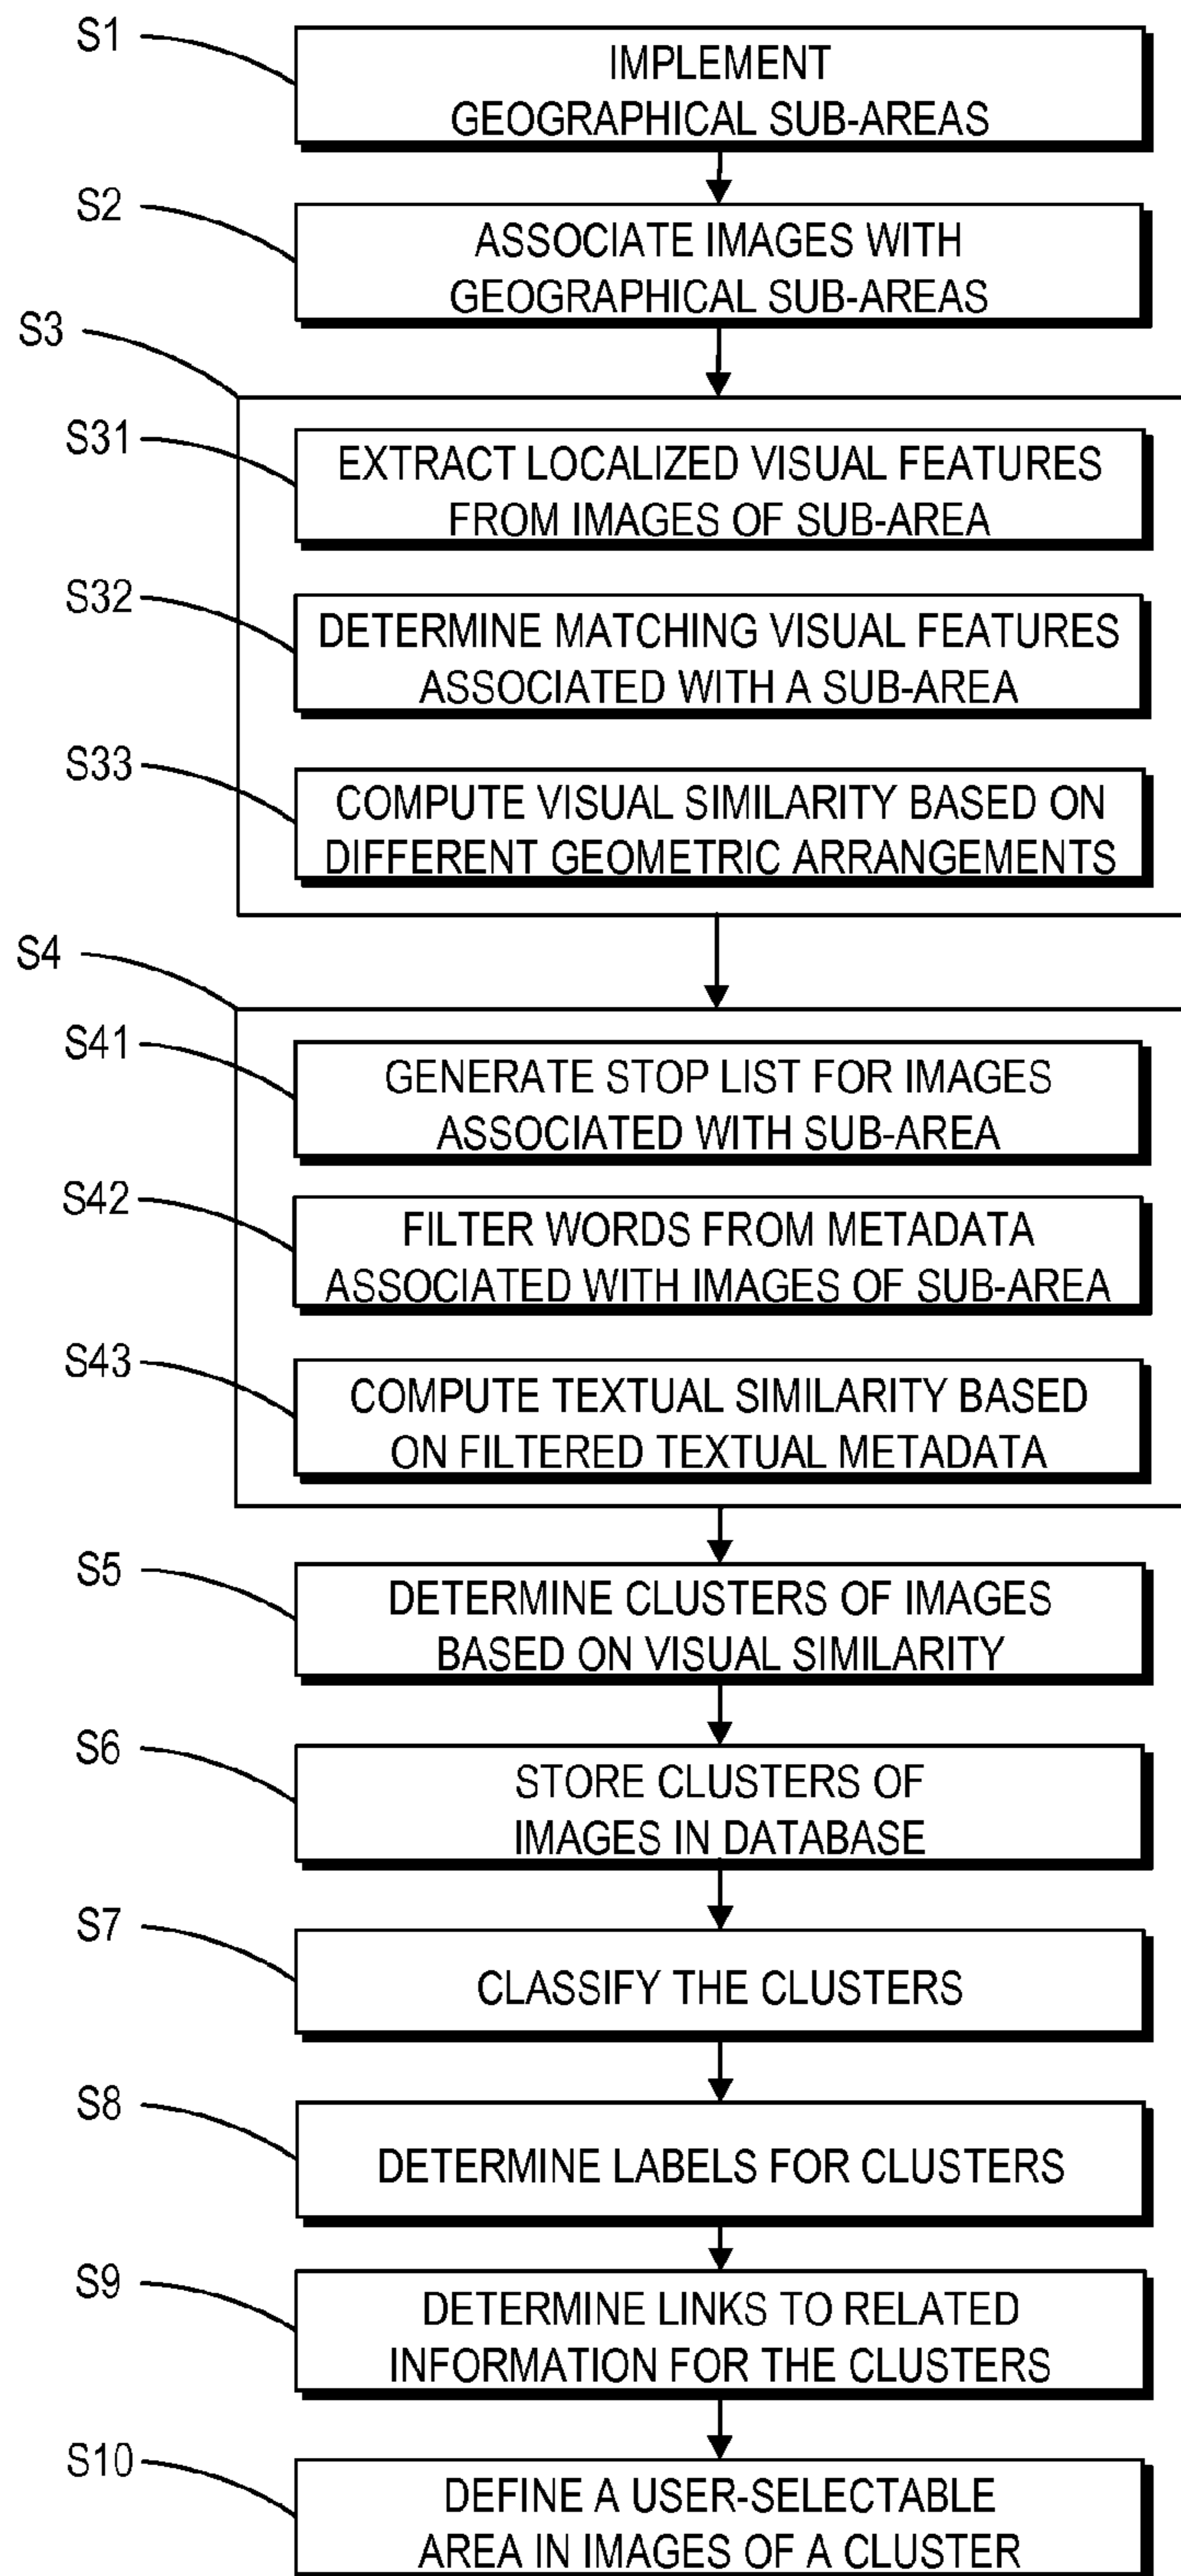 S1
IMPLEMENT
GEOGRAPHICAL SUB-AREAS
S2
ASSOCIATE IMAGES WITH
GEOGRAPHICAL SUB-AREAS
S3
S31
EXTRACT LOCALIZED VISUAL FEATURES
FROM IMAGES OF SUB-AREA
S32
DETERMINE MATCHING VISUAL FEATURES
ASSOCIATED WITH A SUB-AREA
S33
COMPUTE VISUAL SIMILARITY BASED ON
DIFFERENT GEOMETRIC ARRANGEMENTS
S4
S41
GENERATE STOP LIST FOR IMAGES
ASSOCIATED WITH SUB-AREA
S42
FILTER WORDS FROM METADATA
ASSOCIATED WITH IMAGES OF SUB-AREA
S43
COMPUTE TEXTUAL SIMILARITY BASED
ON FILTERED TEXTUAL METADATA
S5
DETERMINE CLUSTERS OF IMAGES
BASED ON VISUAL SIMILARITY
S6
STORE CLUSTERS OF
IMAGES IN DATABASE
S7
CLASSIFY THE CLUSTERS
S8
DETERMINE LABELS FOR CLUSTERS
S9
DETERMINE LINKS TO RELATED
INFORMATION FOR THE CLUSTERS
S10
DEFINE A USER-SELECTABLE
AREA IN IMAGES OF A CLUSTER